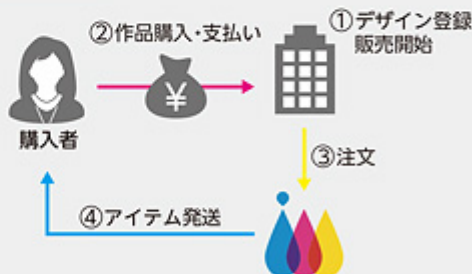 ①デザイン登録
販売開始
②作品購入・支払い
¥
購入者
③注文
④アイテム発送